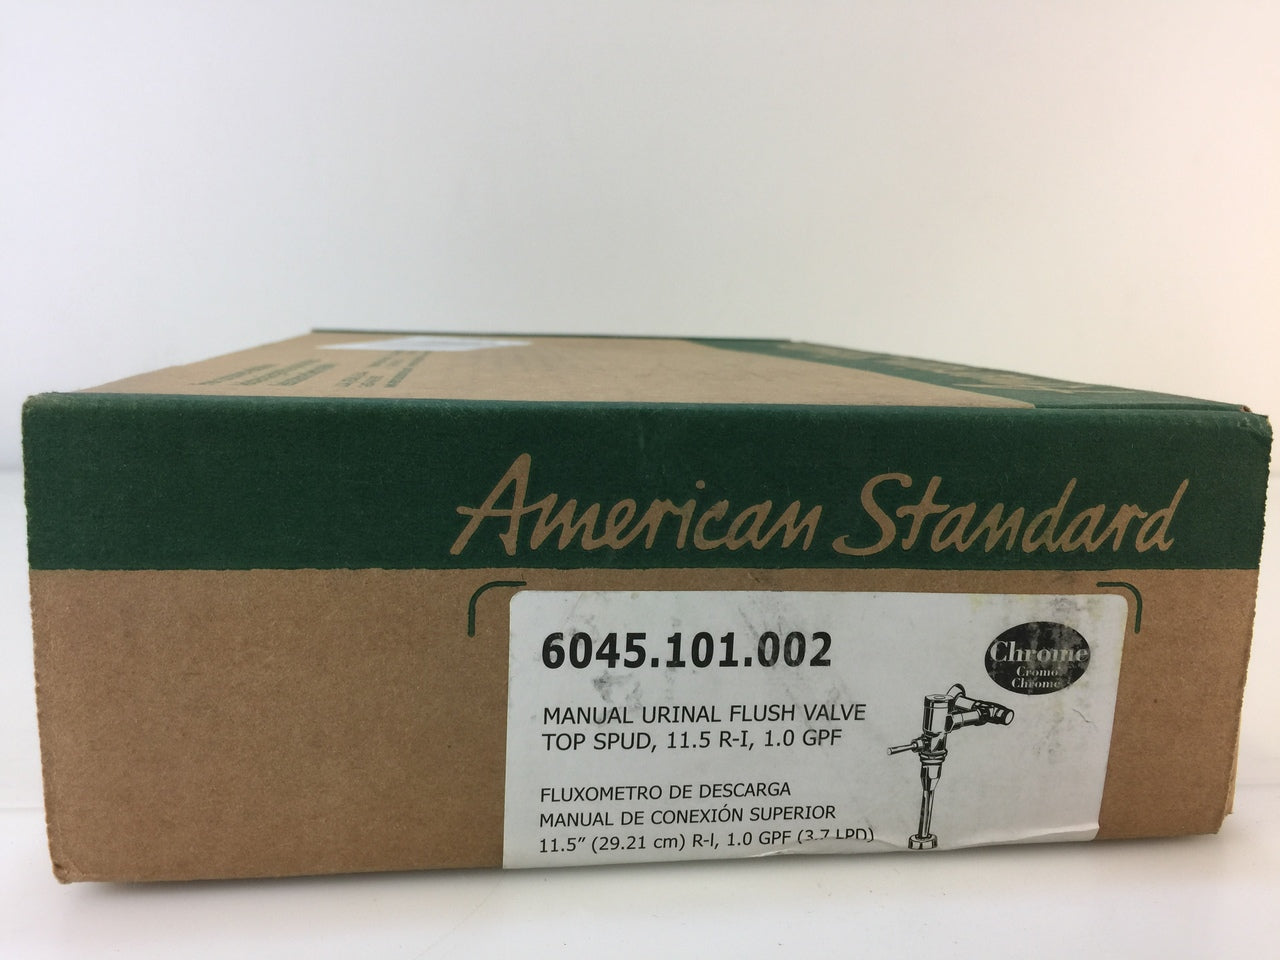 American Standard
6045.101.002
Chrome
Cromo
Chrome
MANUAL URINAL FLUSH VALVE
TOP SPUD, 11.5 R-I, 1.0 GPF
FLUXOMETRO DE DESCARGA
MANUAL DE CONEXIÓN SUPERIOR
11.5" (29.21 cm) R-I, 1.0 GPF (3.7 LPD)